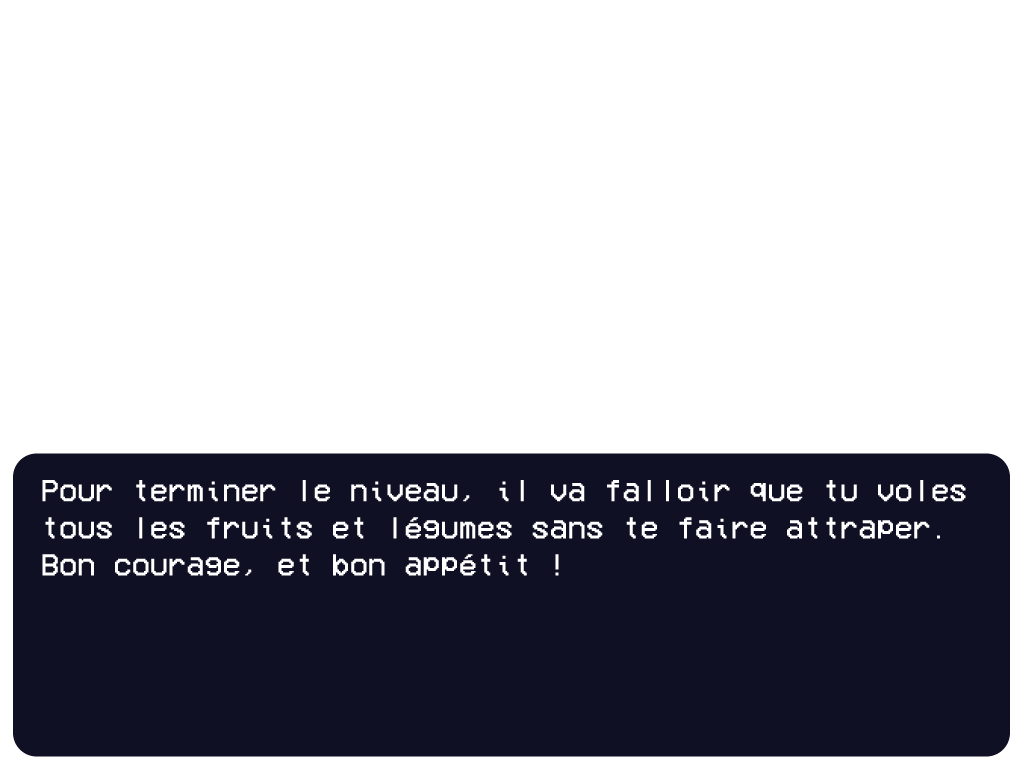 Pour terminer le niveau, il va falloir que tu voles
tous les fruits et légumes sans te faire attraper.
Bon courage, et bon appétit !